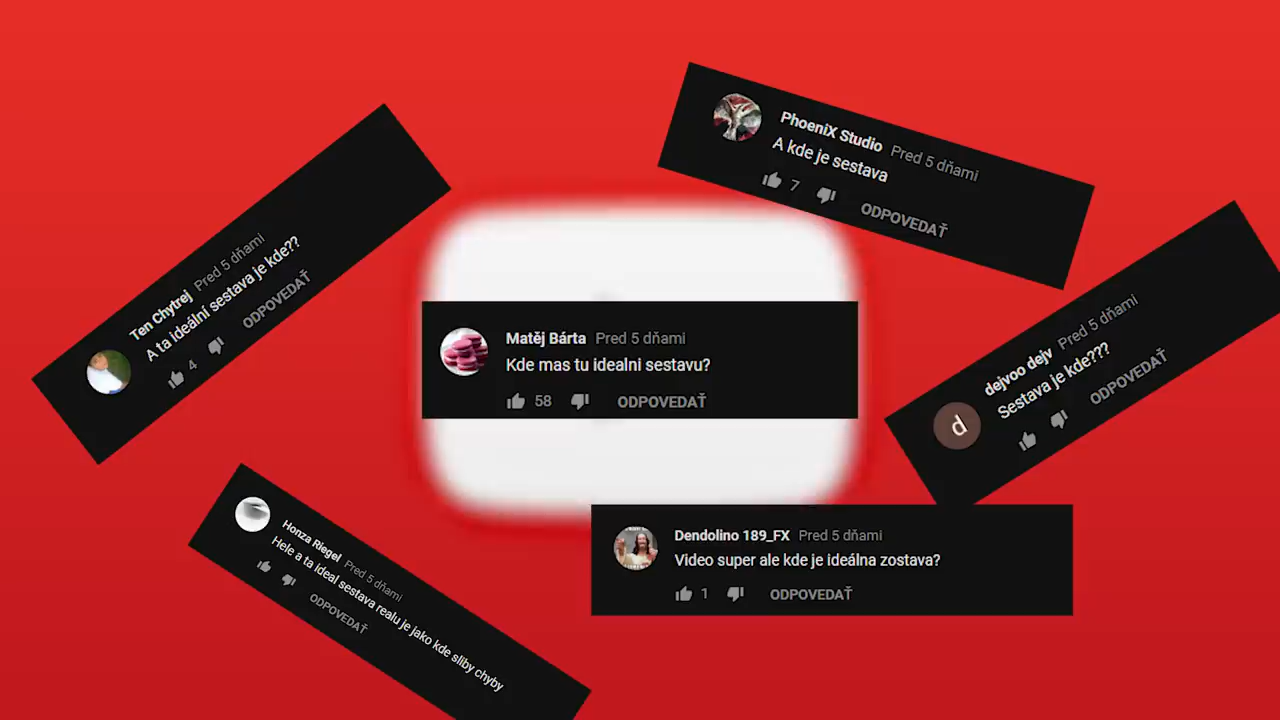 PhoeniX Studio Pred 5 dňami
A kde je sestava
7 ODPOVEDAŤ
Ten Chytrej Pred 5 dňami
A ta ideální sestava je kde??
4 ODPOVEDAŤ
Matěj Bárta Pred 5 dňami
Kde mas tu idealni sestavu?
58 ODPOVEDAŤ
d
dejvoo dejv Pred 5 dňami
Sestava je kde???
ODPOVEDAŤ
Honza Riegel Pred 5 dňami
Hele a ta ideal sestava realu je jako kde sliby chyby
ODPOVEDAŤ
Dendolino 189_FX Pred 5 dňami
Video super ale kde je ideálna zostava?
1 ODPOVEDAŤ